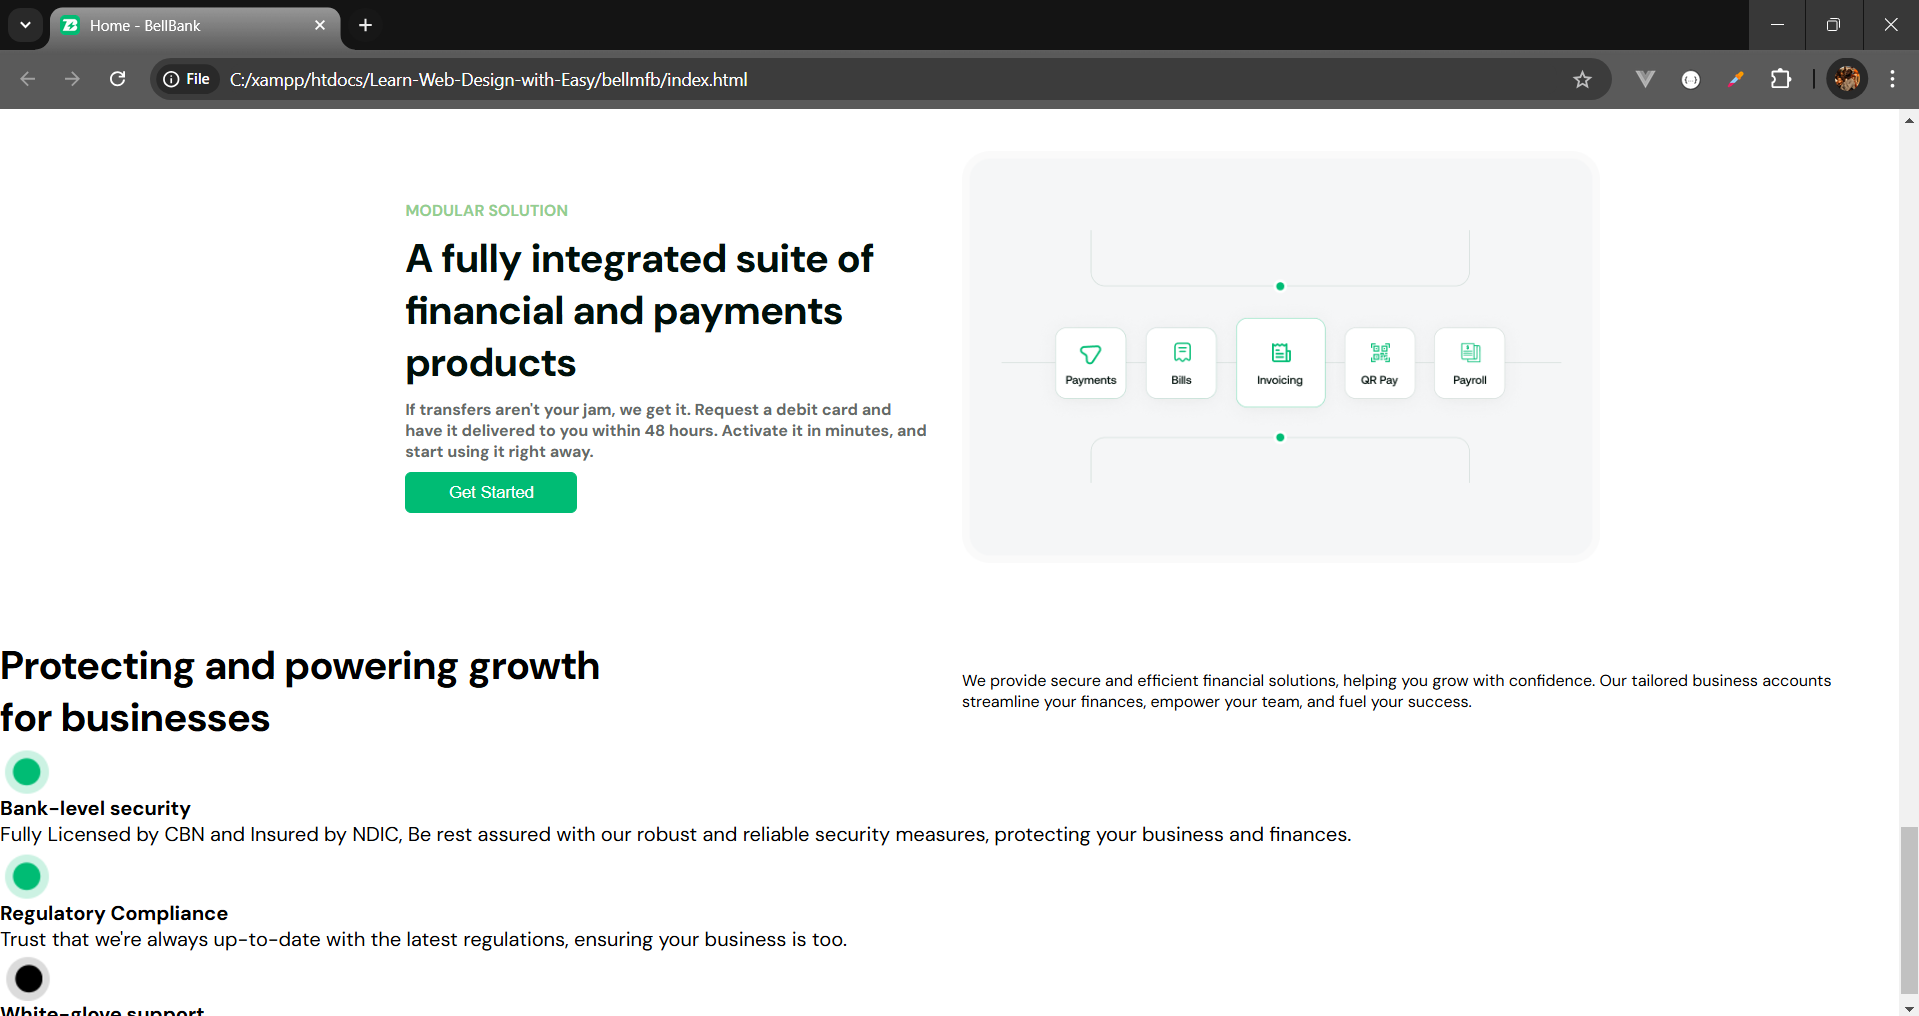 Home - BellBank
File
C:/xampp/htdocs/Learn-Web-Design-with-Easy/bellmfb/index.html
MODULAR SOLUTION
A fully integrated suite of
financial and payments
products
If transfers aren't your jam, we get it. Request a debit card and
have it delivered to you within 48 hours. Activate it in minutes, and
start using it right away.
Get Started
Payments
Bills
Invoicing
QR Pay
Payroll
Protecting and powering growth
for businesses
We provide secure and efficient financial solutions, helping you grow with confidence. Our tailored business accounts
streamline your finances, empower your team, and fuel your success.
Bank-level security
Fully Licensed by CBN and Insured by NDIC, Be rest assured with our robust and reliable security measures, protecting your business and finances.
Regulatory Compliance
Trust that we're always up-to-date with the latest regulations, ensuring your business is too.
White-glove support